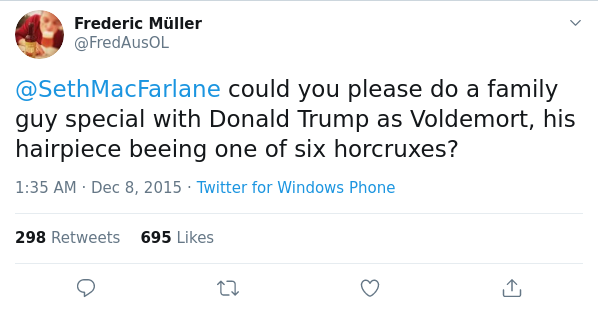 Frederic Müller
@FredAusOL
@SethMacFarlane could you please do a family
guy special with Donald Trump as Voldemort, his
hairpiece beeing one of six horcruxes?
1:35 AM · Dec 8, 2015 · Twitter for Windows Phone
298 Retweets 695 Likes